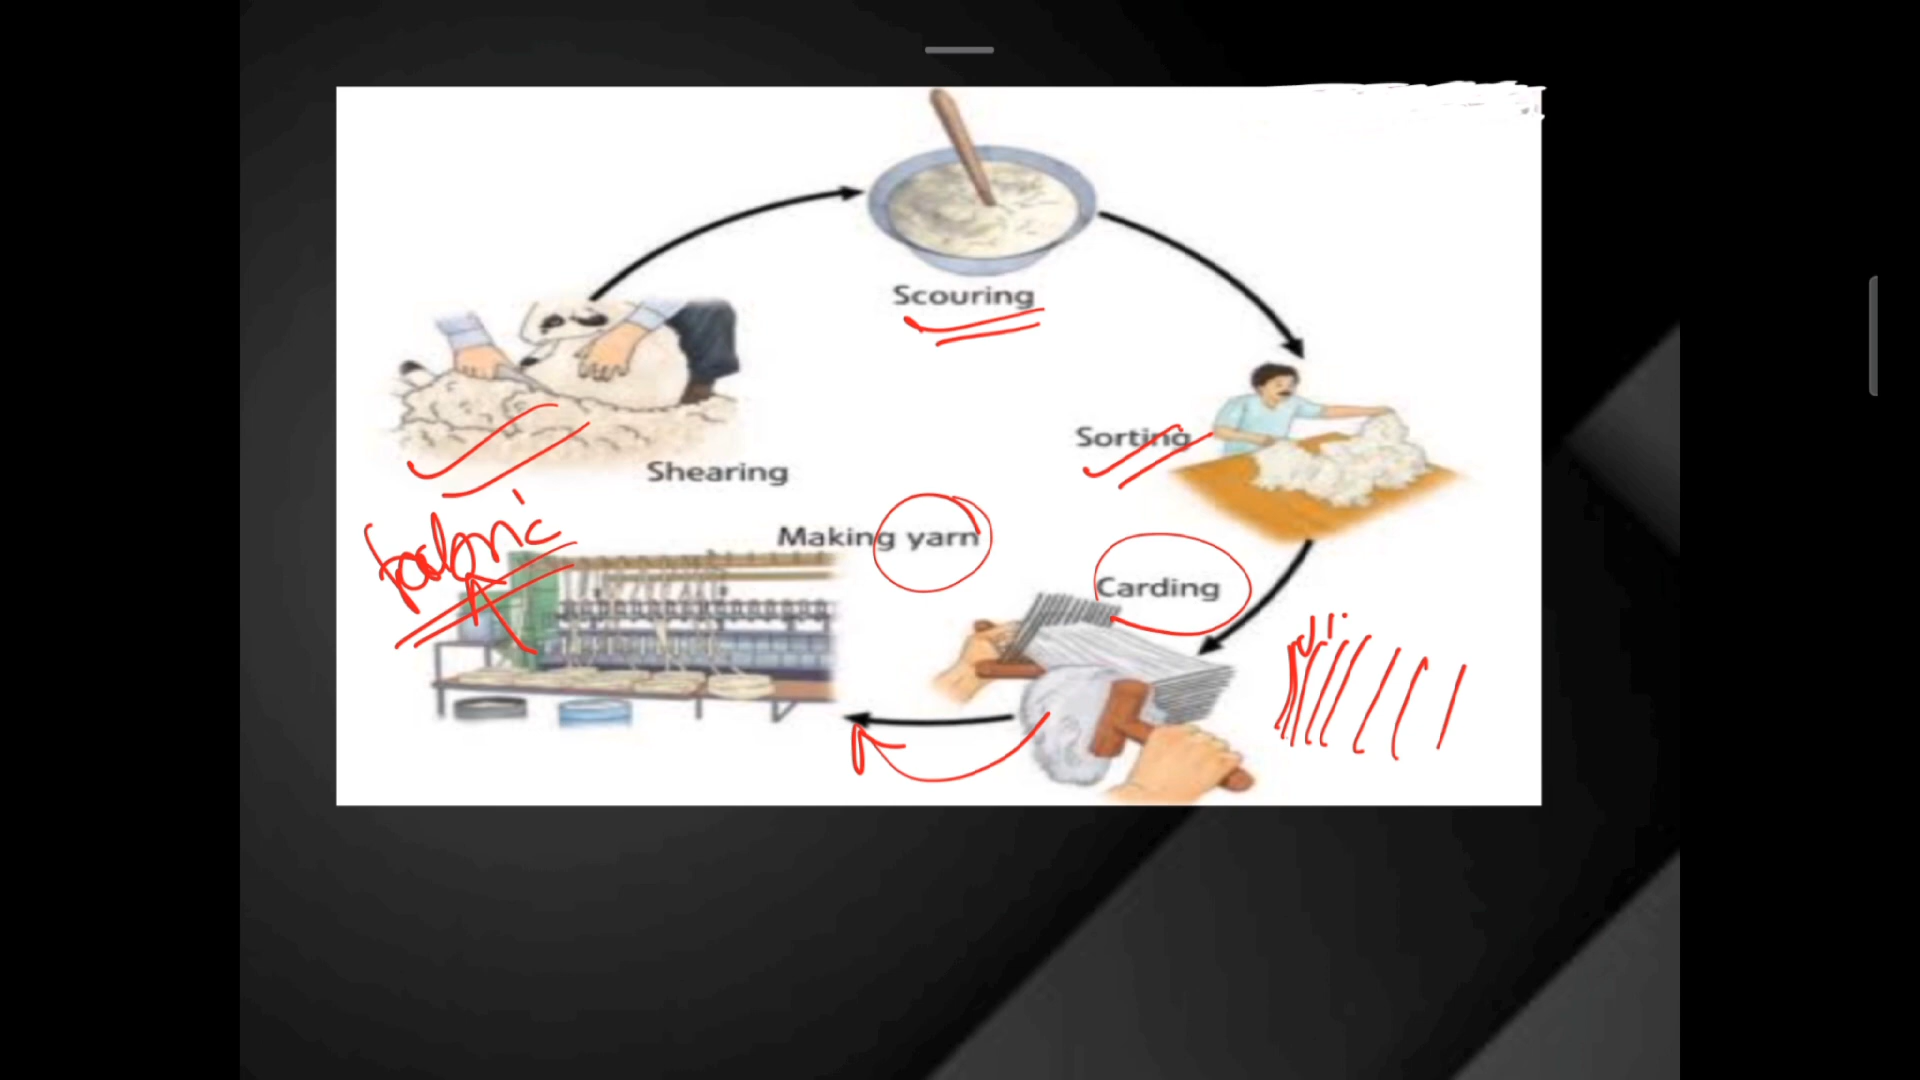 Scouring
Sorting
Shearing
Making yarn
fabric
Carding